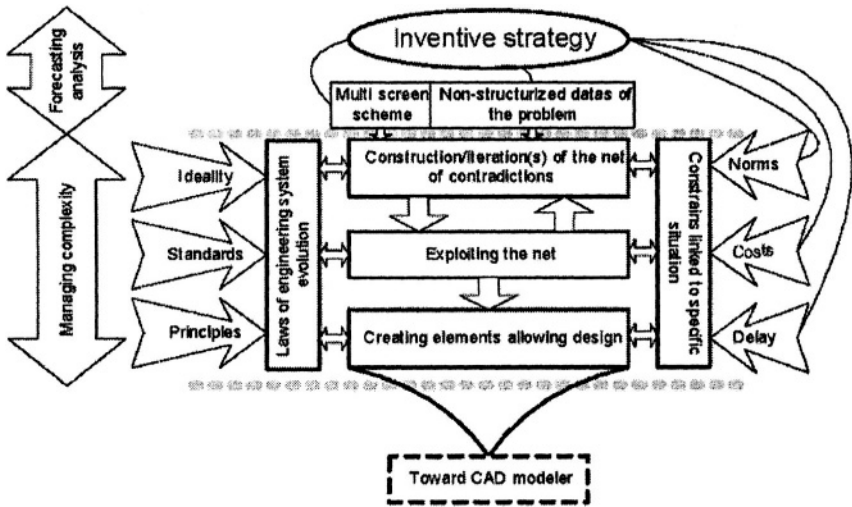 Inventive strategy
Forecasting
analysis
Multi screen
scheme
Non-structurized datas of
the problem
Managing complexity
Ideality
Standards
Principles
Laws of engineering system
evolution
Construction/iteration(s) of the net
of contradictions
Exploiting the net
Creating elements allowing design
Constrains linked to specific
situation
Norms
Costs
Delay
Toward CAD modeler